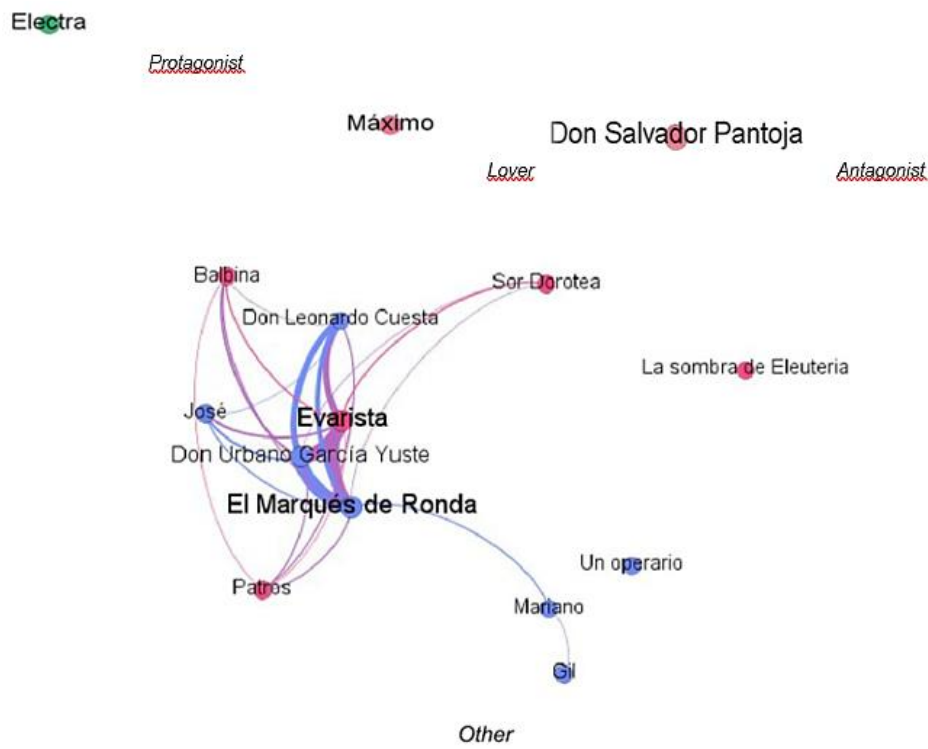 Electra
Protagonist
Máximo
Don Salvador Pantoja
Lover
Antagonist
Balbina
Sor Dorotea
Don Leonardo Cuesta
La sombra de Eleuteria
José
Evarista
Don Urbano García Yuste
El Marqués de Ronda
Un operario
Patros
Mariano
Gil
Other